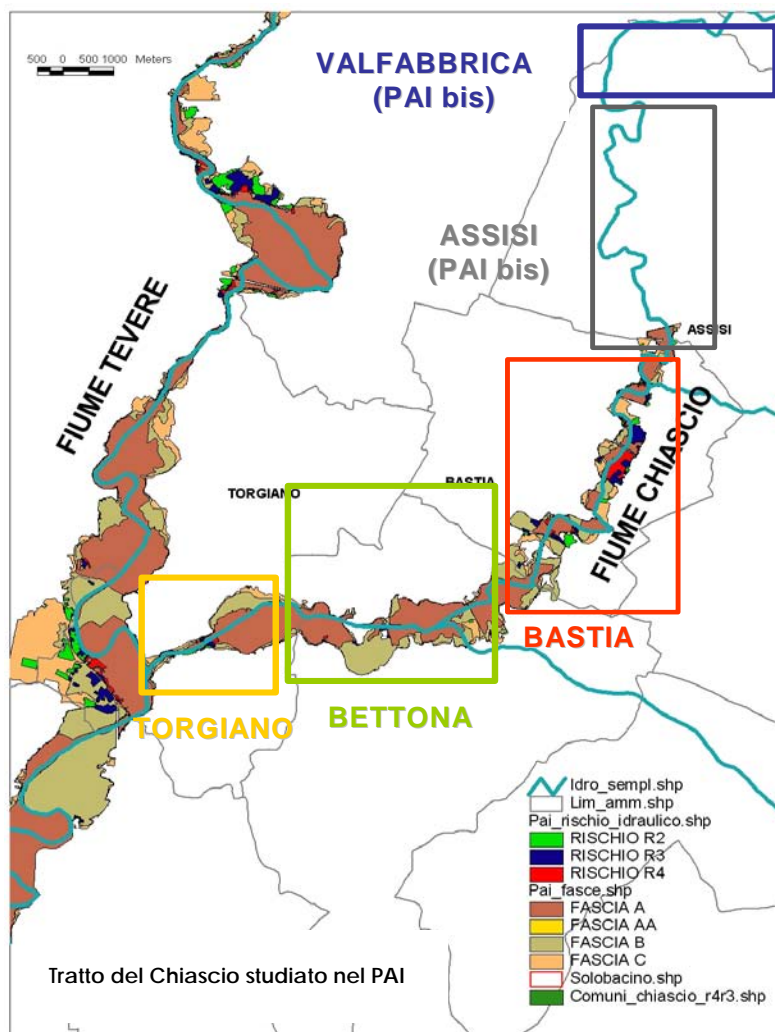 500 0 500 1000 Meters
VALFABBRICA
(PAI bis)
ASSISI
(PAI bis)
ASSISI
FIUME TEVERE
FIUME CHIASCIO
TORGIANO
BASTIA
BASTIA
TORGIANO
BETTONA
Idro_sempl.shp
Lim_amm.shp
Pai_rischio_idraulico.shp
RISCHIO R2
RISCHIO R3
RISCHIO R4
Pai_fasce.shp
FASCIA A
FASCIA AA
FASCIA B
FASCIA C
Solobacino.shp
Comuni_chiascio_r4r3.shp
Tratto del Chiascio studiato nel PAI